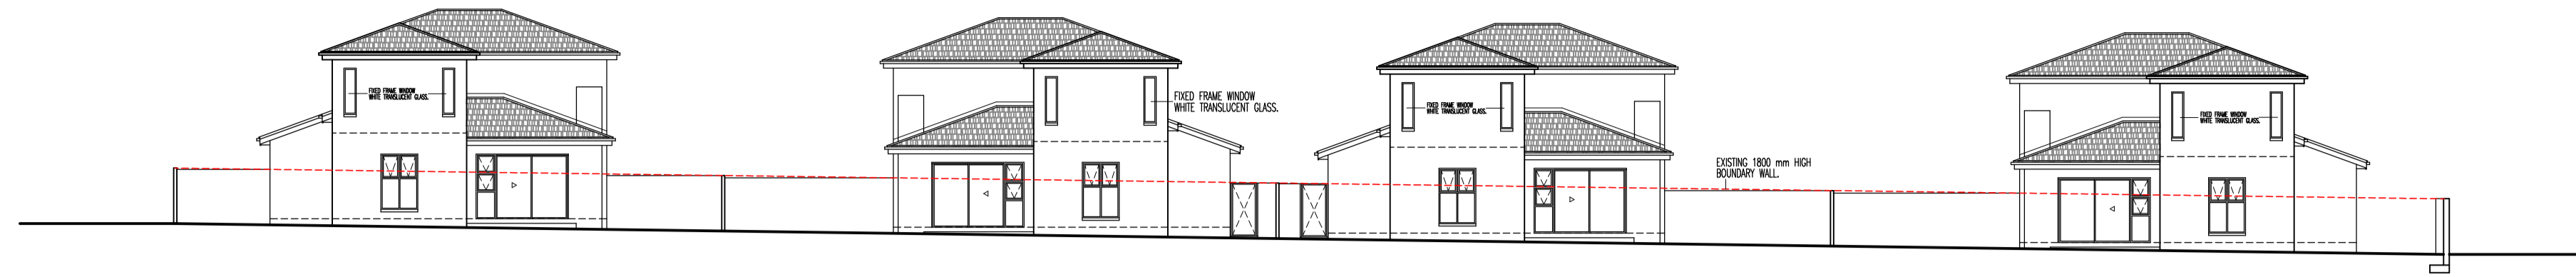 FIXED FRAME WINDOW
WHITE TRANSLUCENT GLASS.
FIXED FRAME WINDOW
WHITE TRANSLUCENT GLASS.
FIXED FRAME WINDOW
WHITE TRANSLUCENT GLASS.
EXISTING 1800 mm HIGH
BOUNDARY WALL.
FIXED FRAME WINDOW
WHITE TRANSLUCENT GLASS.